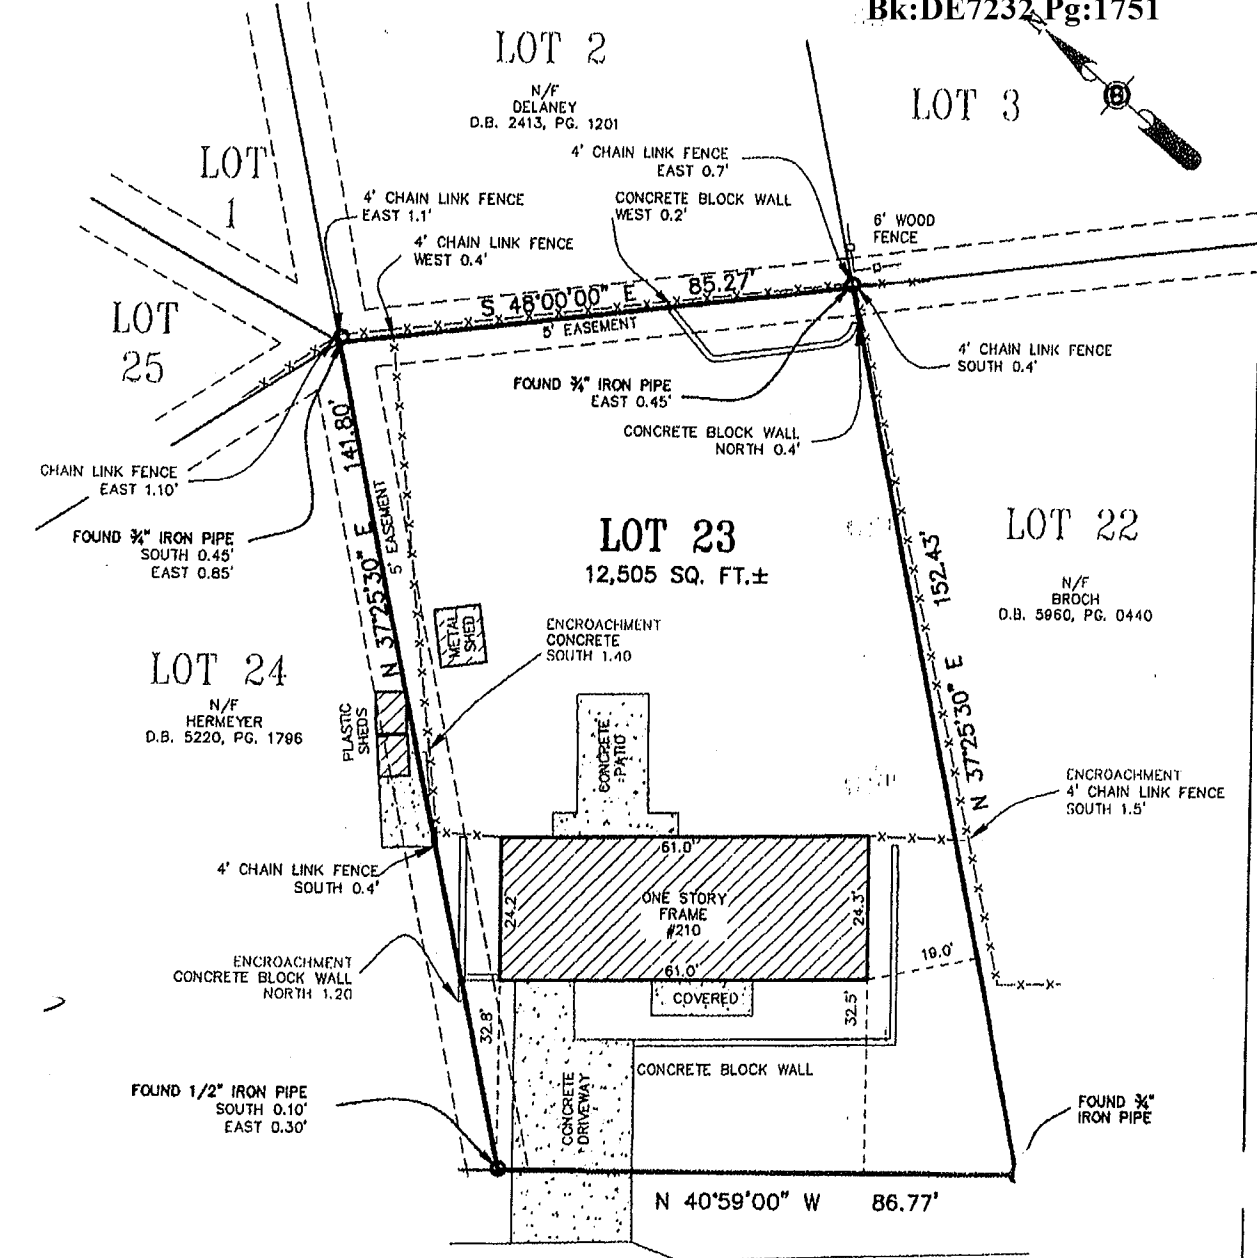 Bk:DE7232 Pg:1751
N
LOT 2
N/F
DELANEY
D.B. 2413, PG. 1201
LOT 3
B
LOT
1
4' CHAIN LINK FENCE
EAST 0.7'
4' CHAIN LINK FENCE
EAST 1.1'
CONCRETE BLOCK WALL
WEST 0.2'
6' WOOD
FENCE
4' CHAIN LINK FENCE
WEST 0.4'
S 46°00'00" E 85.27'
5' EASEMENT
LOT
25
4' CHAIN LINK FENCE
SOUTH 0.4'
FOUND ¾" IRON PIPE
EAST 0.45'
CONCRETE BLOCK WALL
NORTH 0.4'
CHAIN LINK FENCE
EAST 1.10'
N 37°25'30" E 141.80'
5' EASEMENT
FOUND ¾" IRON PIPE
SOUTH 0.45'
EAST 0.85'
LOT 23
12,505 SQ. FT.±
LOT 22
N/F
BROCH
D.B. 5960, PG. 0440
N 37°25'30" E 152.43'
METAL
SHED
ENCROACHMENT
CONCRETE
SOUTH 1.40
LOT 24
N/F
HERMEYER
D.B. 5220, PG. 1796
PLASTIC
SHEDS
CONCRETE
PATIO
ENCROACHMENT
4' CHAIN LINK FENCE
SOUTH 1.5'
4' CHAIN LINK FENCE
SOUTH 0.4'
61.0'
24.2'
ONE STORY
FRAME
#210
24.3'
61.0'
19.0'
ENCROACHMENT
CONCRETE BLOCK WALL
NORTH 1.20
COVERED
32.8'
32.5'
CONCRETE BLOCK WALL
CONCRETE
DRIVEWAY
FOUND 1/2" IRON PIPE
SOUTH 0.10'
EAST 0.30'
FOUND ¾"
IRON PIPE
N 40°59'00" W 86.77'